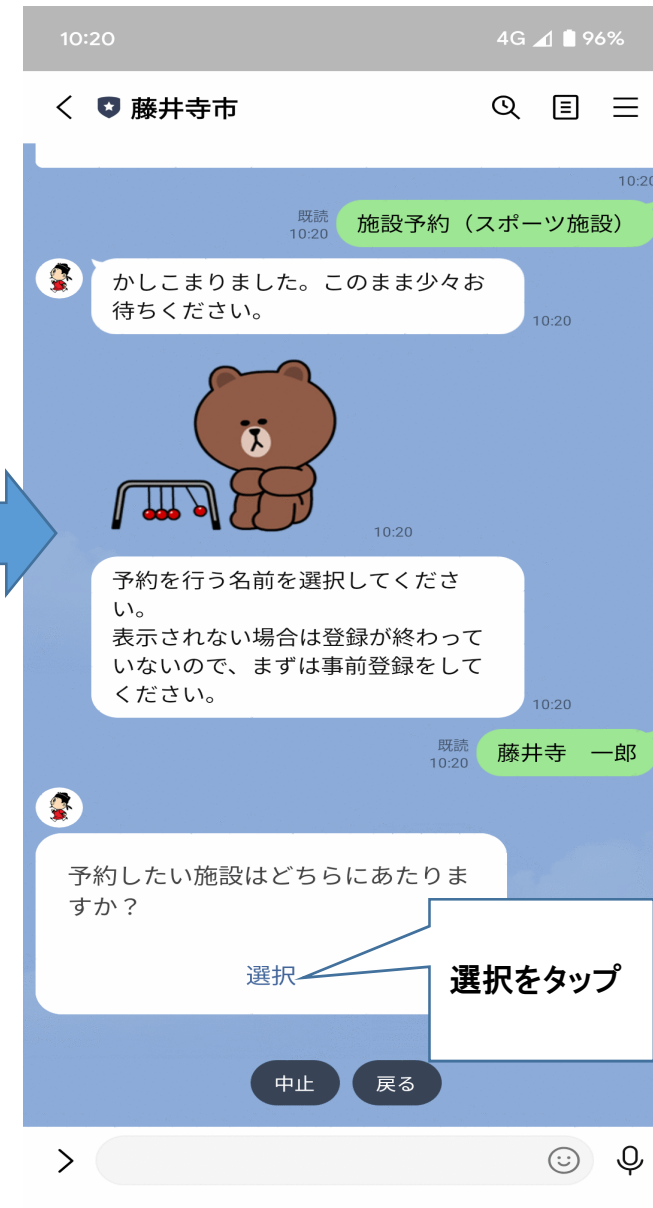 10:20 4G 96%
藤井寺市
10:20
既読
10:20
施設予約（スポーツ施設）
かしこまりました。このまま少々お
待ちください。
10:20
10:20
予約を行う名前を選択してくださ
い。
表示されない場合は登録が終わって
いないので、まずは事前登録をして
ください。
10:20
既読
10:20
藤井寺　一郎
予約したい施設はどちらにあたりま
すか？
選択
選択をタップ
中止 戻る